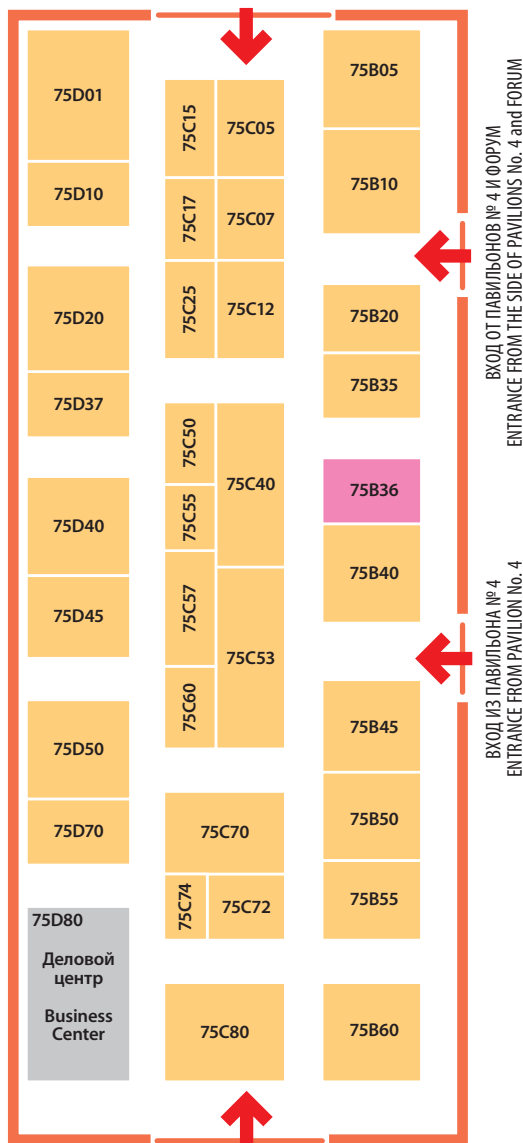 75D01
75D10
75D20
75D37
75D40
75D45
75D50
75D70
75D80
Деловой
центр
Business
Center
75C15
75C05
75C17
75C07
75C25
75C12
75C50
75C40
75C55
75C57
75C53
75C60
75C70
75C74
75C72
75C80
75B05
75B10
75B20
75B35
75B36
75B40
75B45
75B50
75B55
75B60
ВХОД ОТ ПАВИЛЬОНОВ № 4 И ФОРУМ
ENTRANCE FROM THE SIDE OF PAVILIONS No. 4 and FORUM
ВХОД ИЗ ПАВИЛЬОНА № 4
ENTRANCE FROM PAVILION No. 4